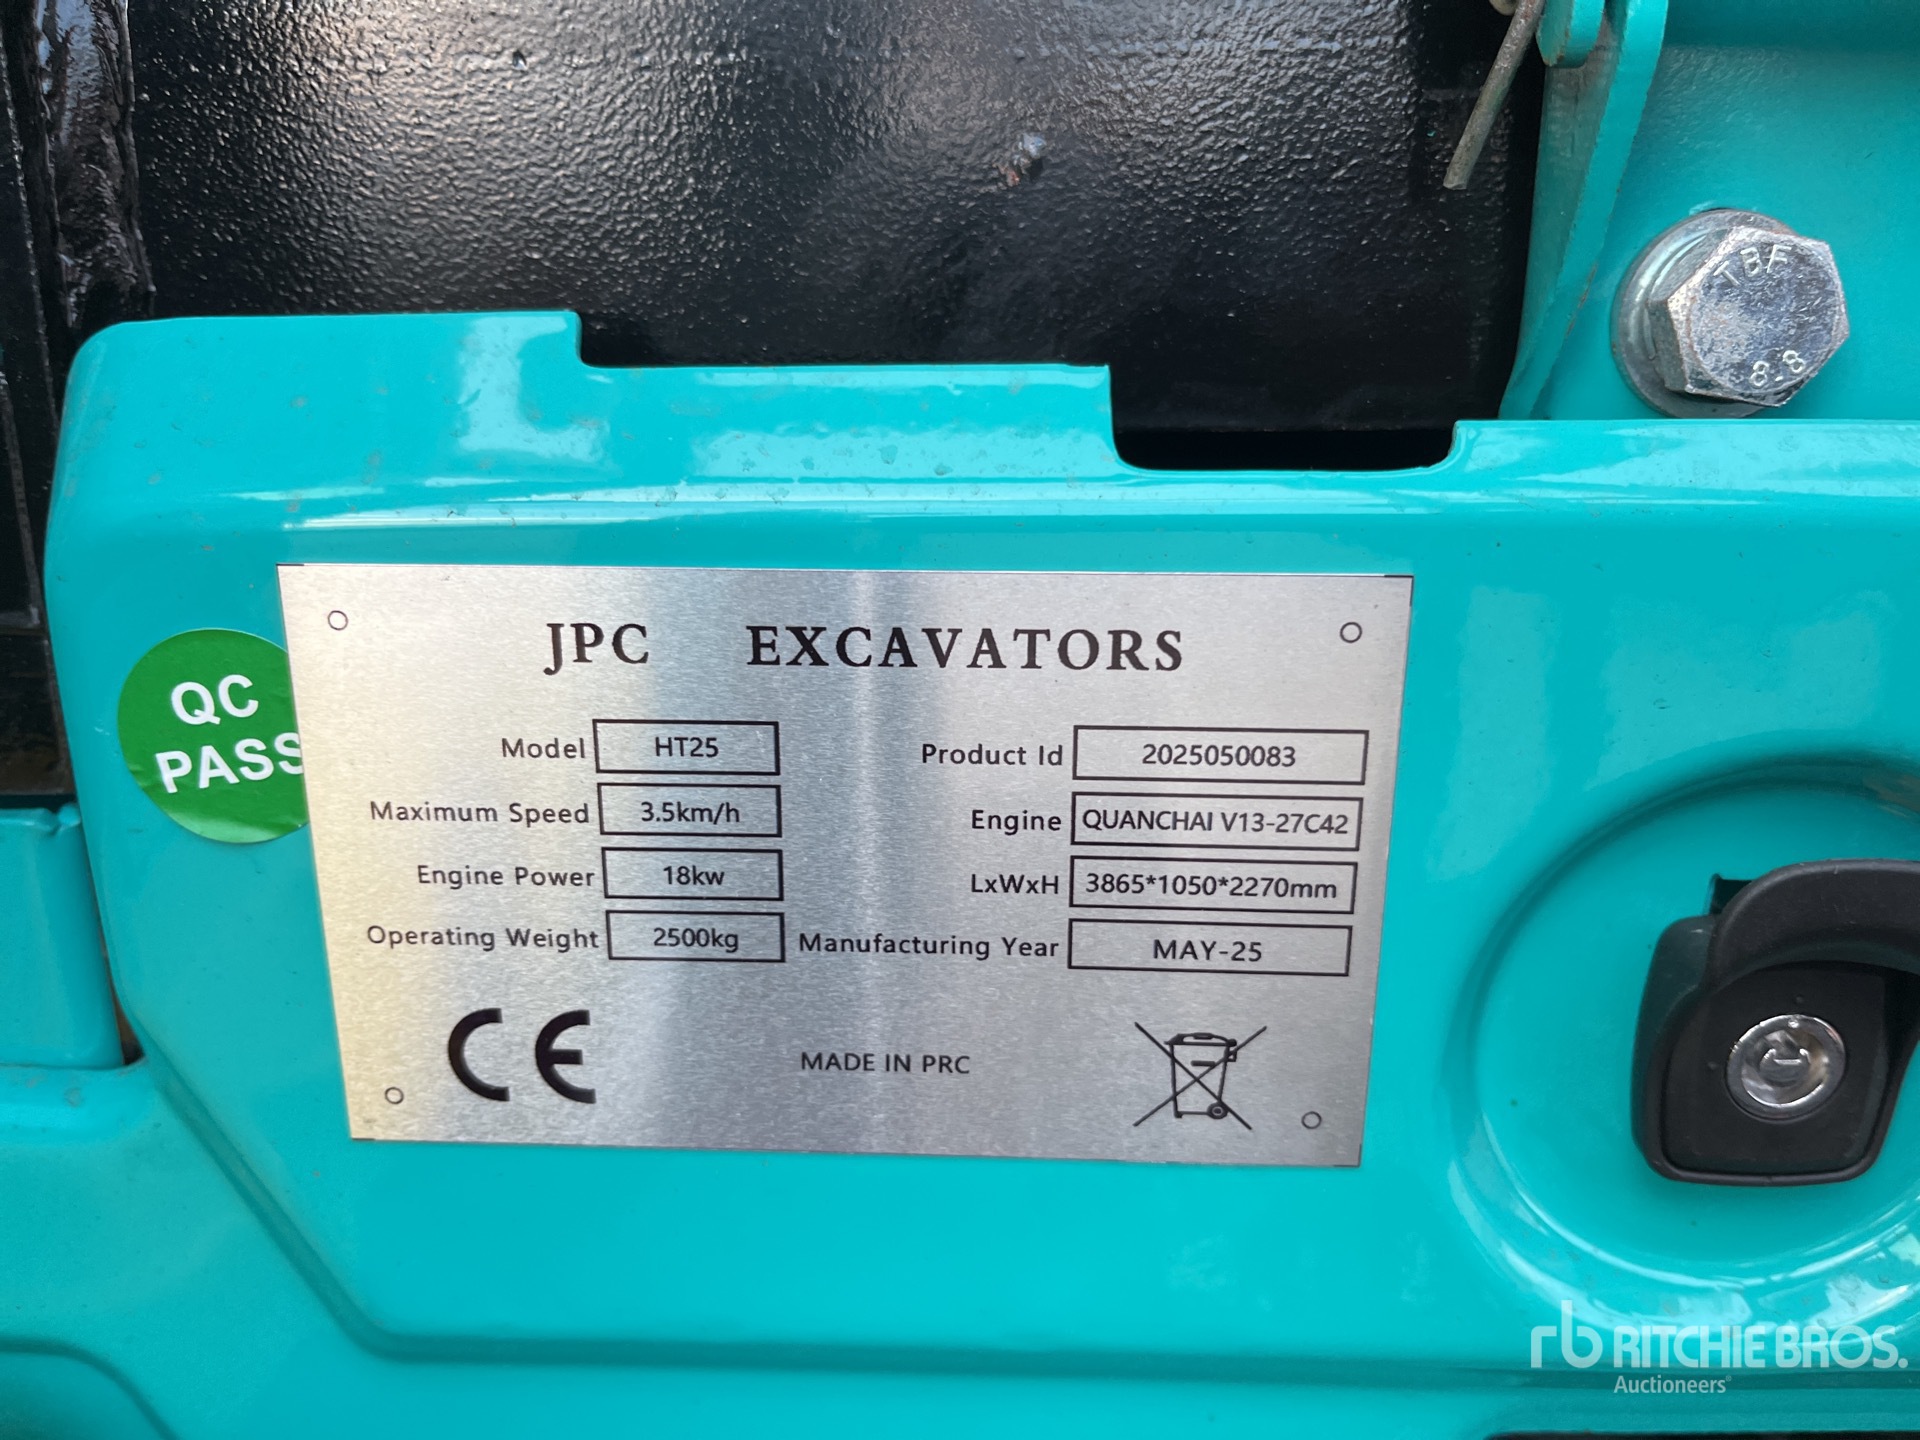 TBF
8.8
QC
PASS
JPC EXCAVATORS
Model HT25
Product Id 2025050083
Maximum Speed 3.5km/h
Engine QUANCHAI V13-27C42
Engine Power 18kw
LxWxH 3865*1050*2270mm
Operating Weight 2500kg
Manufacturing Year MAY-25
CE
MADE IN PRC
rb RITCHIE BROS.
Auctioneers